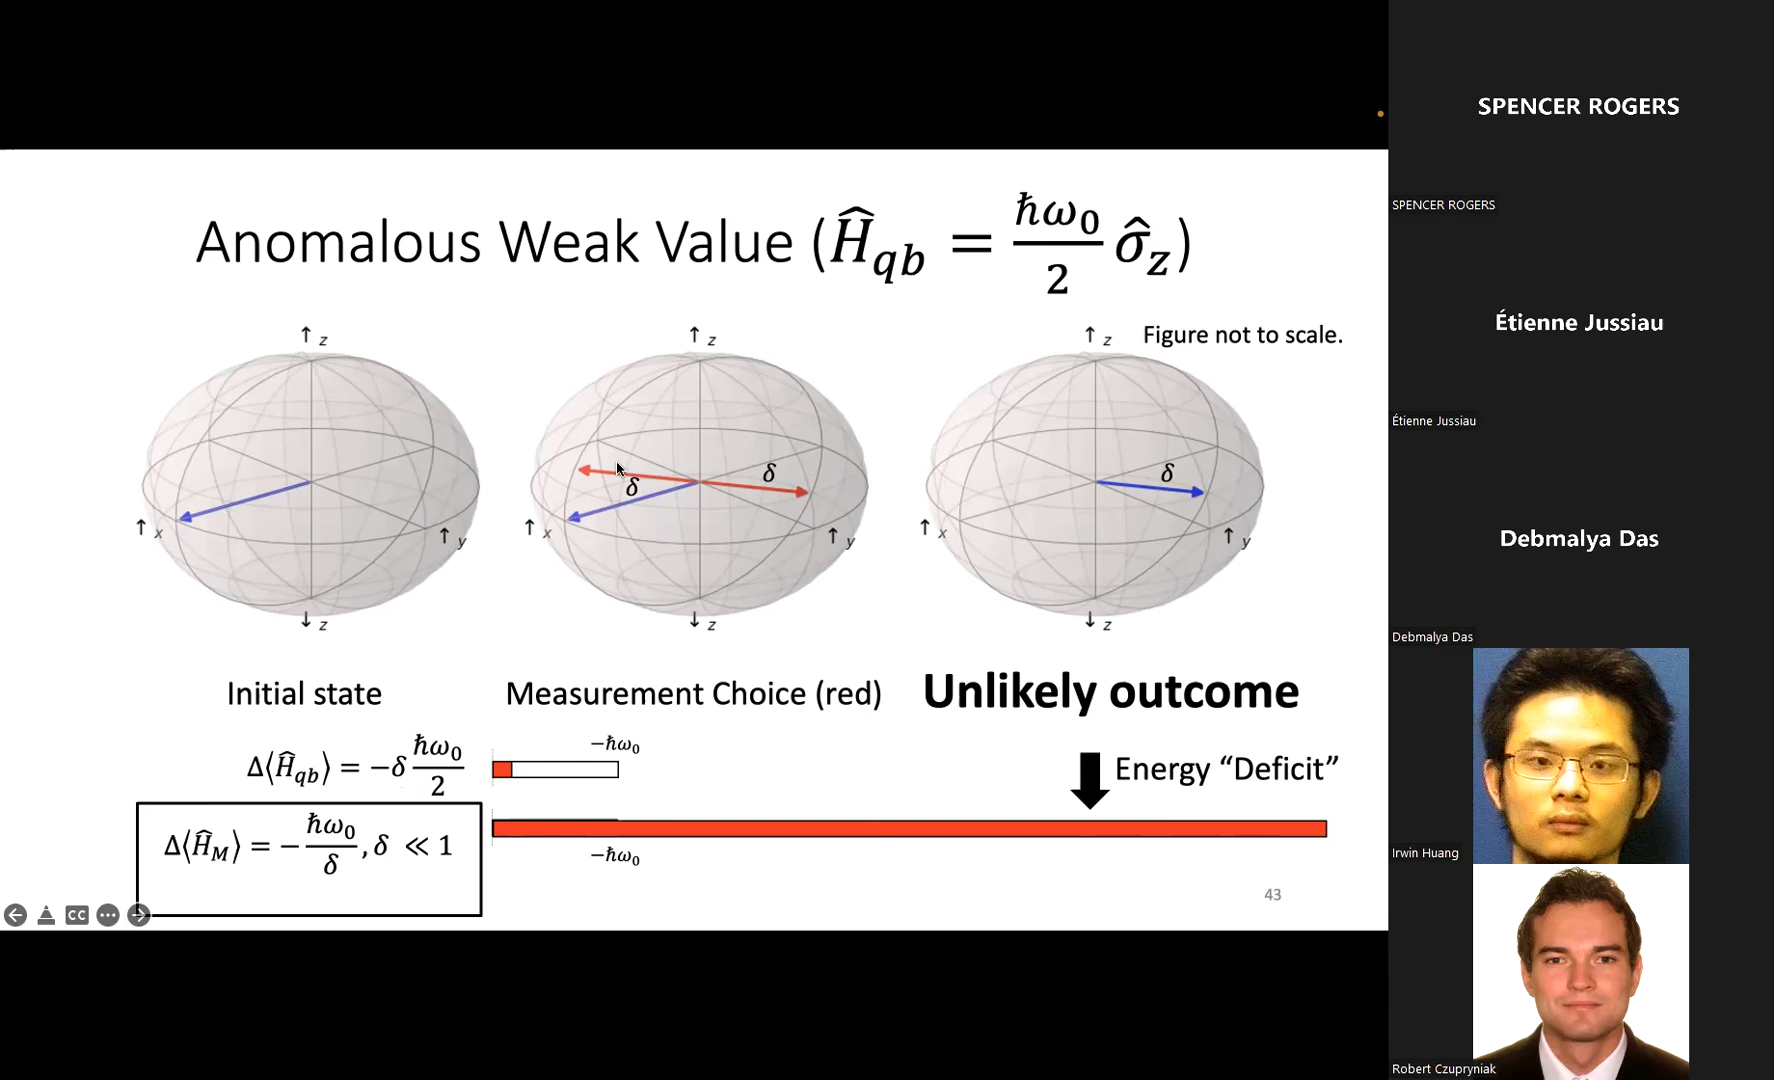 Anomalous Weak Value (Ĥ_qb = ħω₀/2 σ̂_z)
Figure not to scale.
↑ z
↑ x
↑ y
↓ z
↑ z
δ
δ
↑ x
↑ y
↓ z
↑ z
δ
↑ x
↑ y
↓ z
Initial state
Measurement Choice (red)
Unlikely outcome
Δ⟨Ĥ_qb⟩ = −δ ħω₀/2
−ħω₀
Energy “Deficit”
Δ⟨Ĥ_M⟩ = − ħω₀/δ , δ ≪ 1
−ħω₀
43
CC
SPENCER ROGERS
SPENCER ROGERS
Étienne Jussiau
Étienne Jussiau
Debmalya Das
Debmalya Das
Irwin Huang
Robert Czupryniak